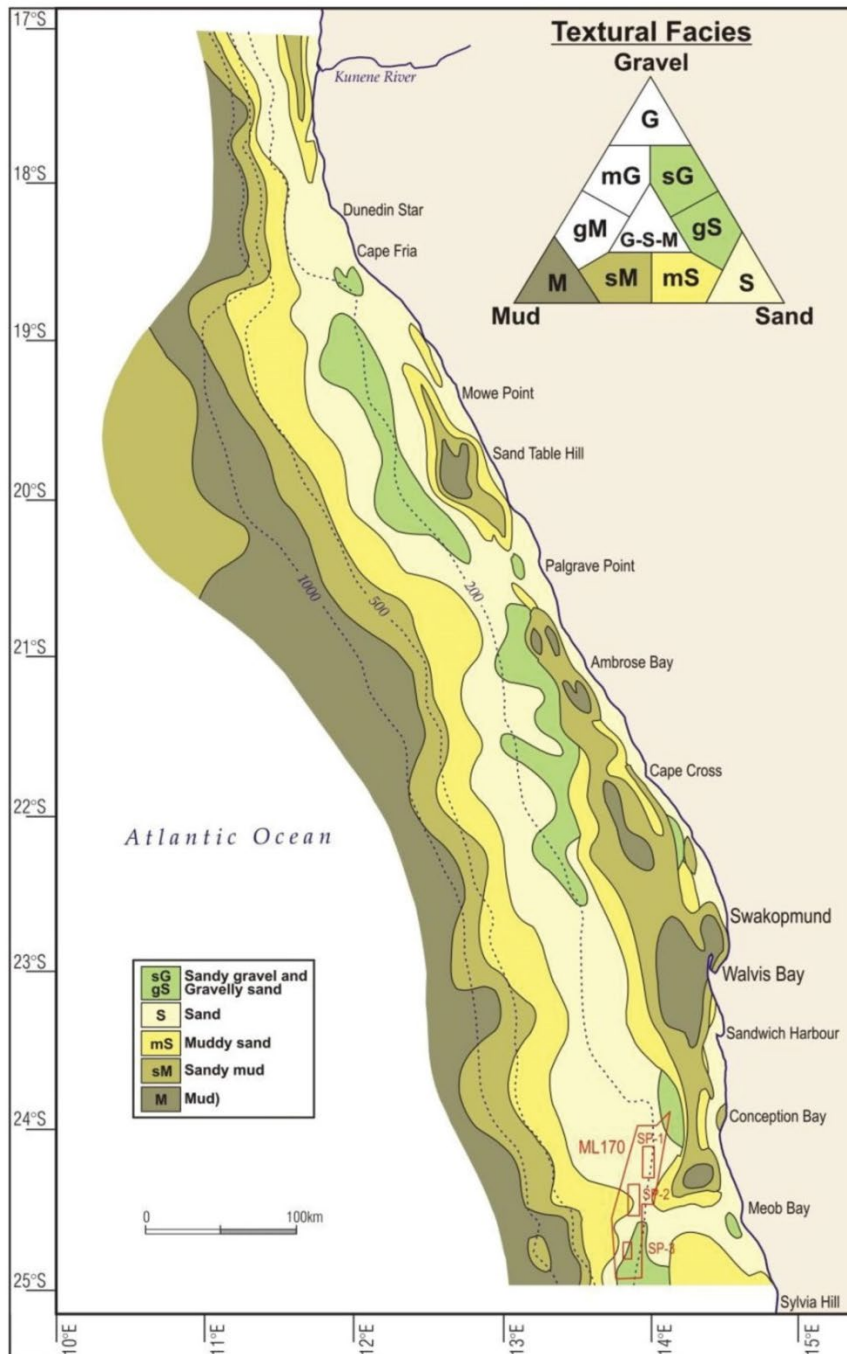 Textural Facies
Gravel
G
mG
sG
gM
G-S-M
gS
M
sM
mS
S
Mud
Sand
17°S
18°S
19°S
20°S
21°S
22°S
23°S
24°S
25°S
Kunene River
Dunedin Star
Cape Fria
Mowe Point
Sand Table Hill
Palgrave Point
Ambrose Bay
Cape Cross
Swakopmund
Walvis Bay
Sandwich Harbour
Conception Bay
Meob Bay
Sylvia Hill
1000
500
200
Atlantic Ocean
sG Sandy gravel and
gS Gravelly sand
S Sand
mS Muddy sand
sM Sandy mud
M Mud)
ML170
SP-1
SP-2
SP-3
0 100km
10°E
11°E
12°E
13°E
14°E
15°E